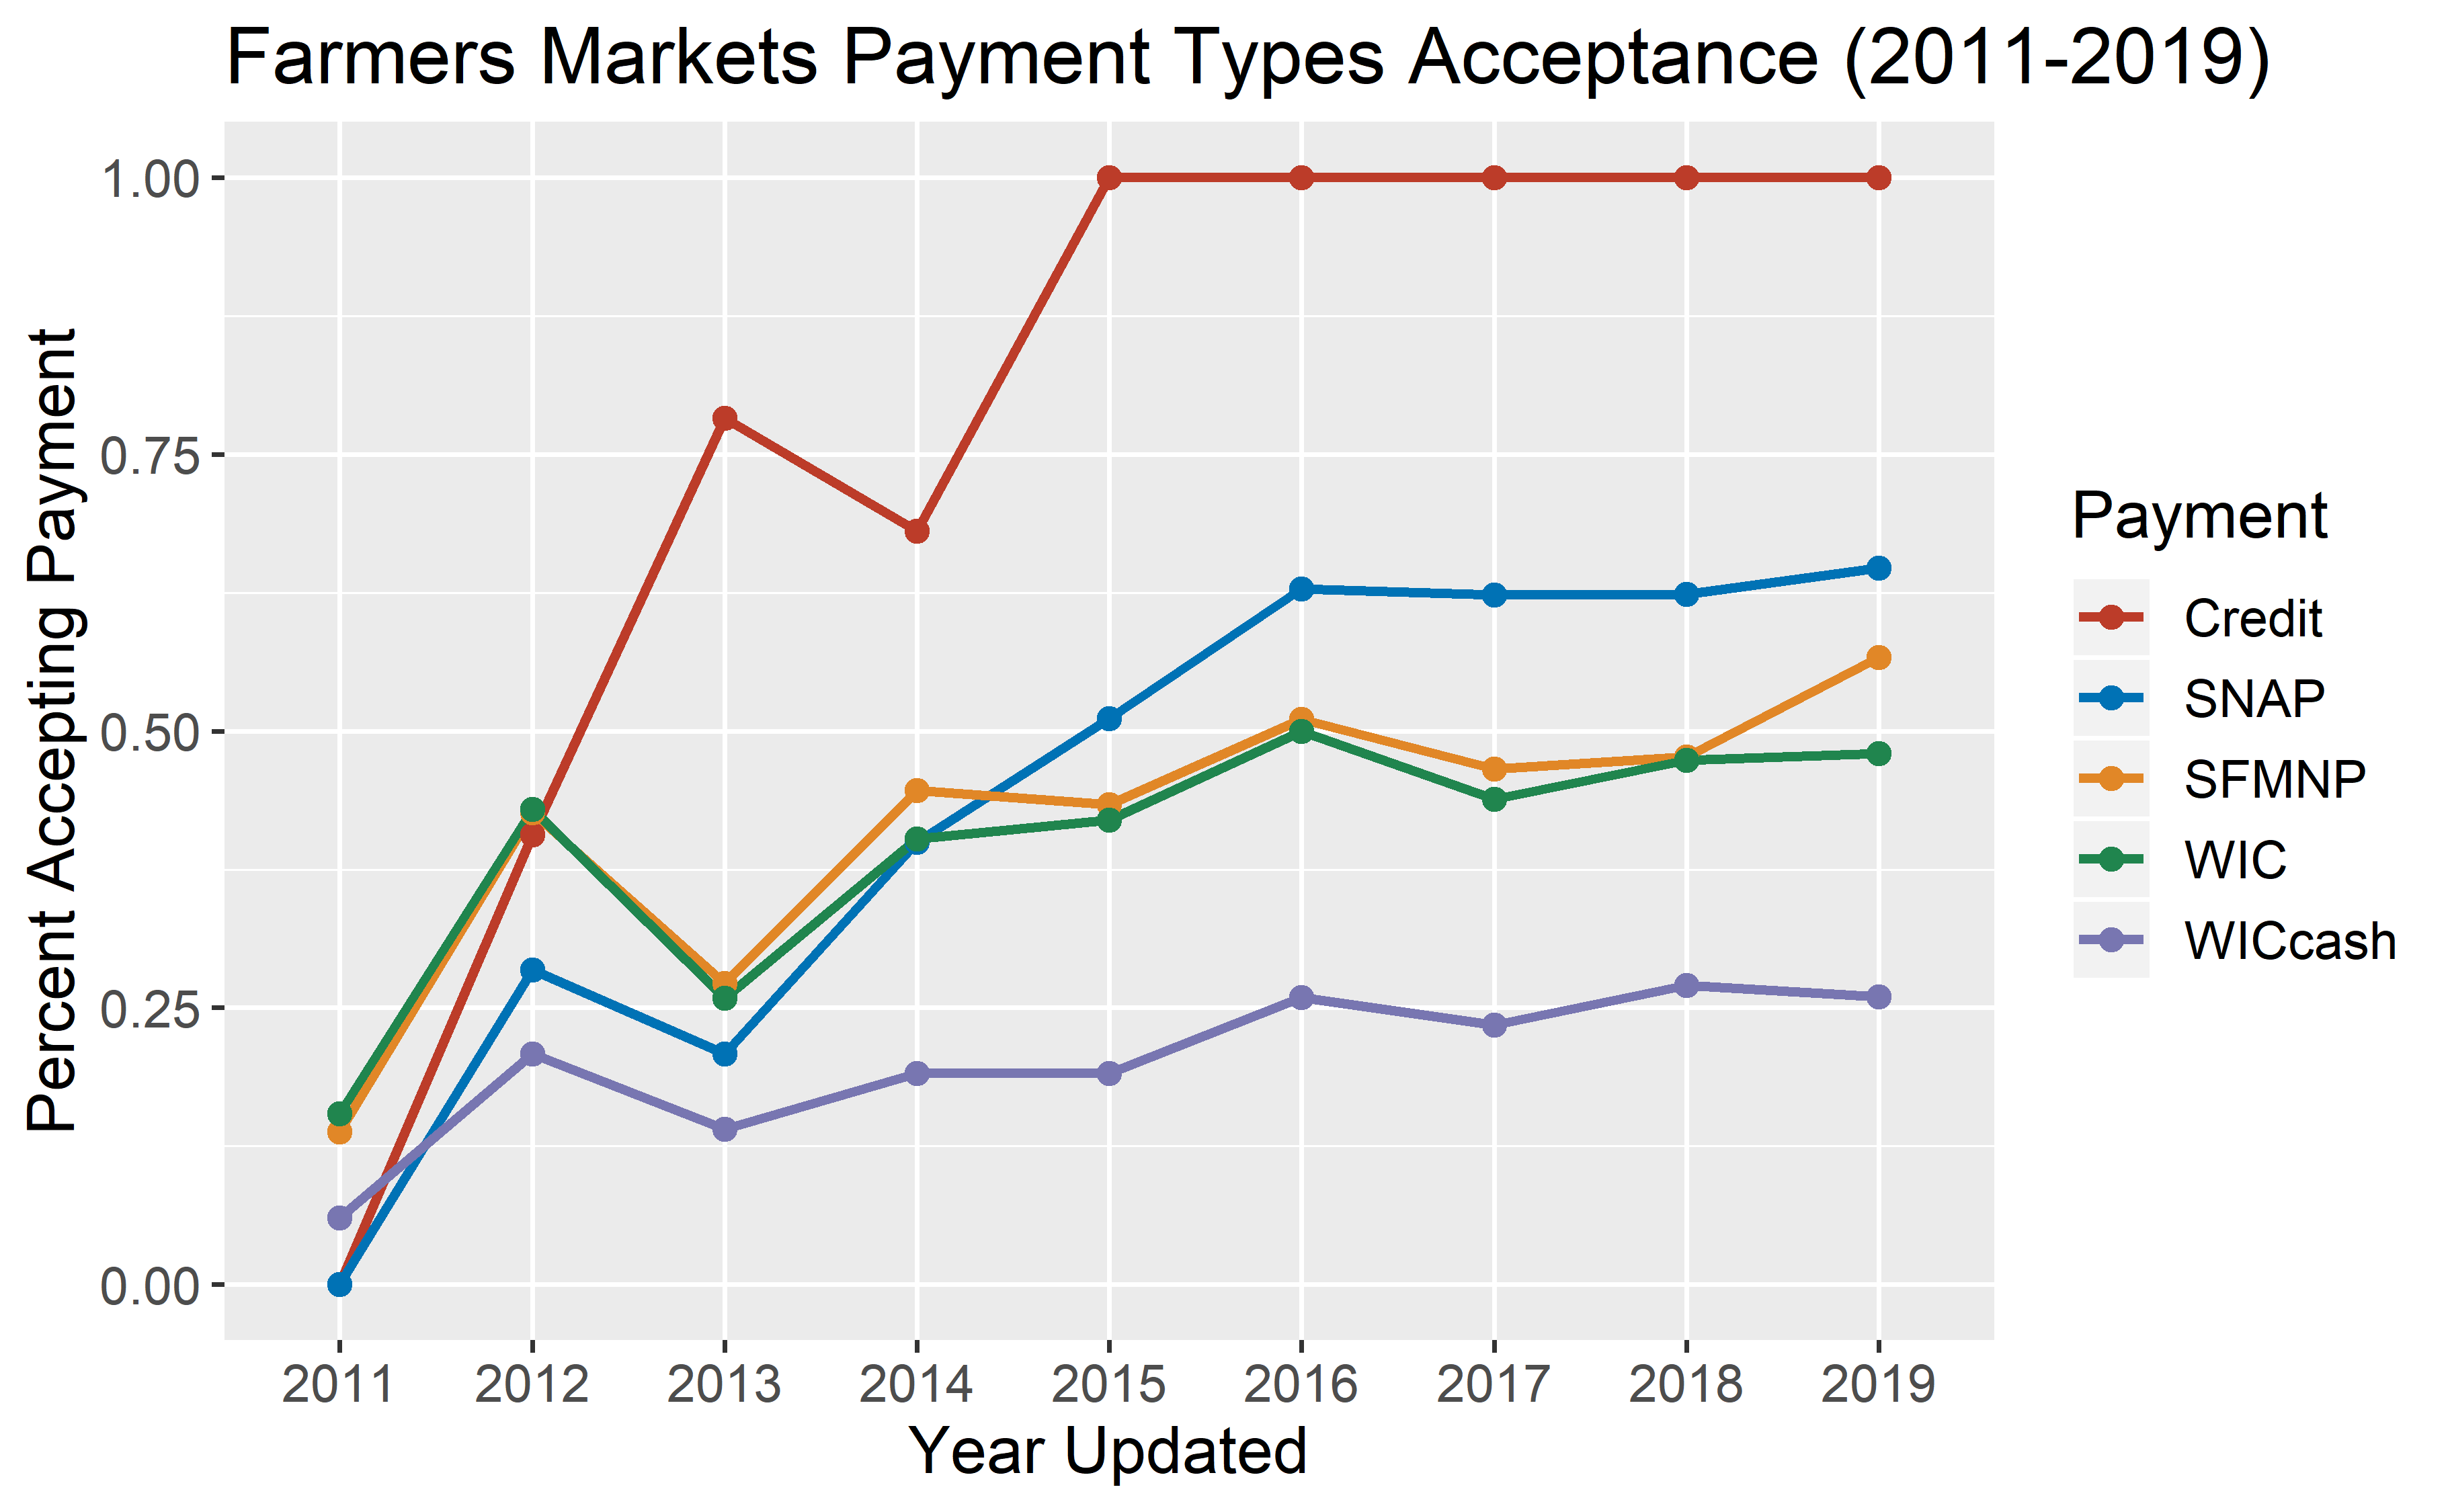 Farmers Markets Payment Types Acceptance (2011-2019)
Percent Accepting Payment
1.00
0.75
0.50
0.25
0.00
2011 2012 2013 2014 2015 2016 2017 2018 2019
Year Updated
Payment
Credit
SNAP
SFMNP
WIC
WICcash